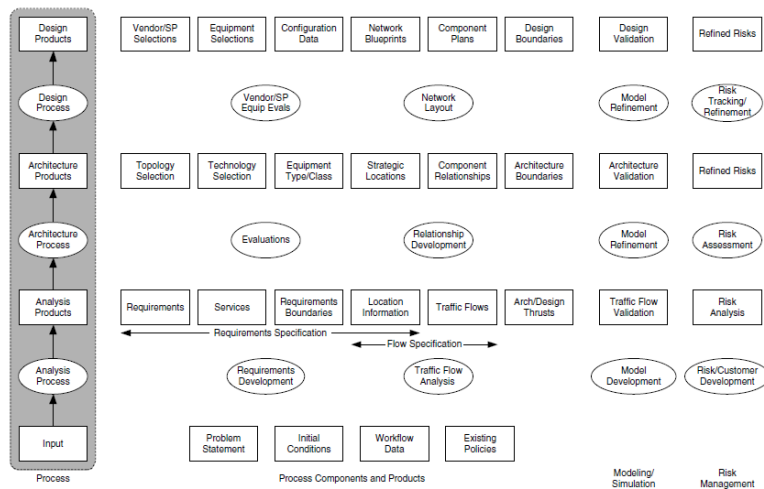 Design Products
Vendor/SP Selections
Equipment Selections
Configuration Data
Network Blueprints
Component Plans
Design Boundaries
Design Validation
Refined Risks
Design Process
Vendor/SP Equip Evals
Network Layout
Model Refinement
Risk Tracking/ Refinement
Architecture Products
Topology Selection
Technology Selection
Equipment Type/Class
Strategic Locations
Component Relationships
Architecture Boundaries
Architecture Validation
Refined Risks
Architecture Process
Evaluations
Relationship Development
Model Refinement
Risk Assessment
Analysis Products
Requirements
Services
Requirements Boundaries
Location Information
Traffic Flows
Arch/Design Thrusts
Traffic Flow Validation
Risk Analysis
Requirements Specification
Flow Specification
Analysis Process
Requirements Development
Traffic Flow Analysis
Model Development
Risk/Customer Development
Input
Problem Statement
Initial Conditions
Workflow Data
Existing Policies
Process
Process Components and Products
Modeling/ Simulation
Risk Management